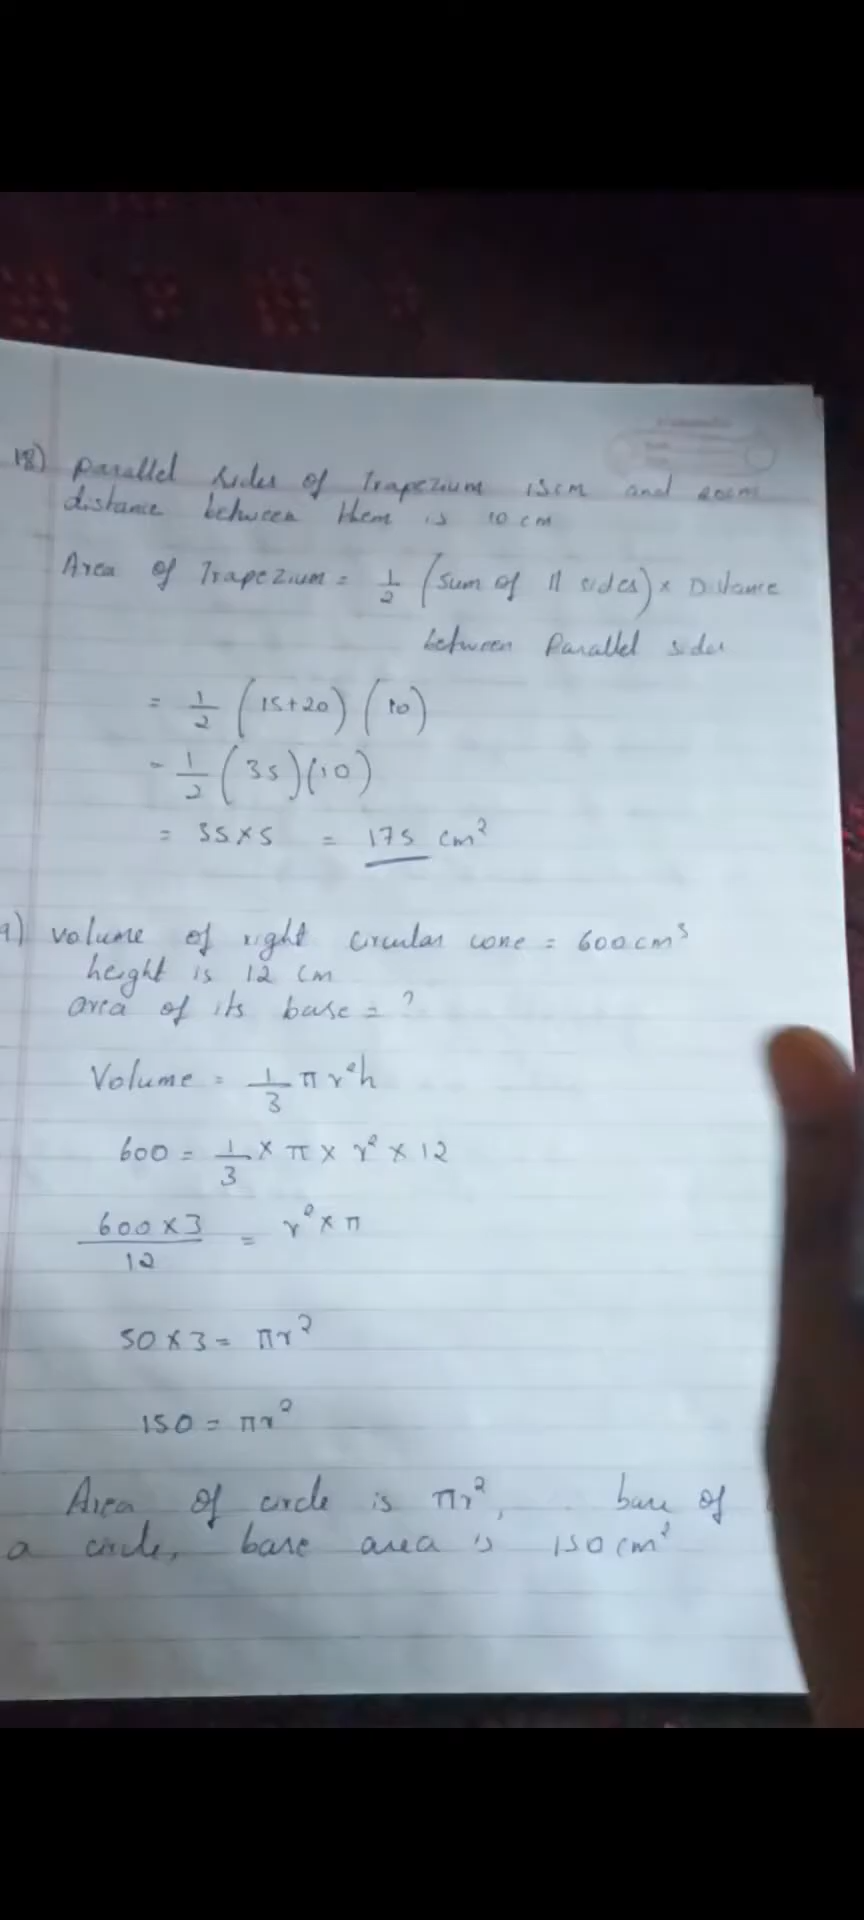 18) Parallel sides of Trapezium 15cm and 20cm
distance between them is 10 cm
Area of Trapezium = 1/2 (sum of 11 sides) x Distance
between Parallel sides
= 1/2 (15+20) (10)
= 1/2 (35)(10)
= 35x5 = 175 cm²
9) volume of right circular cone = 600cm³
height is 12 cm
area of its base = ?
Volume = 1/3 π r²h
600 = 1/3 x π x r² x 12
600 x 3 / 12 = r² x π
50 x 3 = πr²
150 = πr²
Area of circle is πr², base of
a circle, base area is 150 cm²